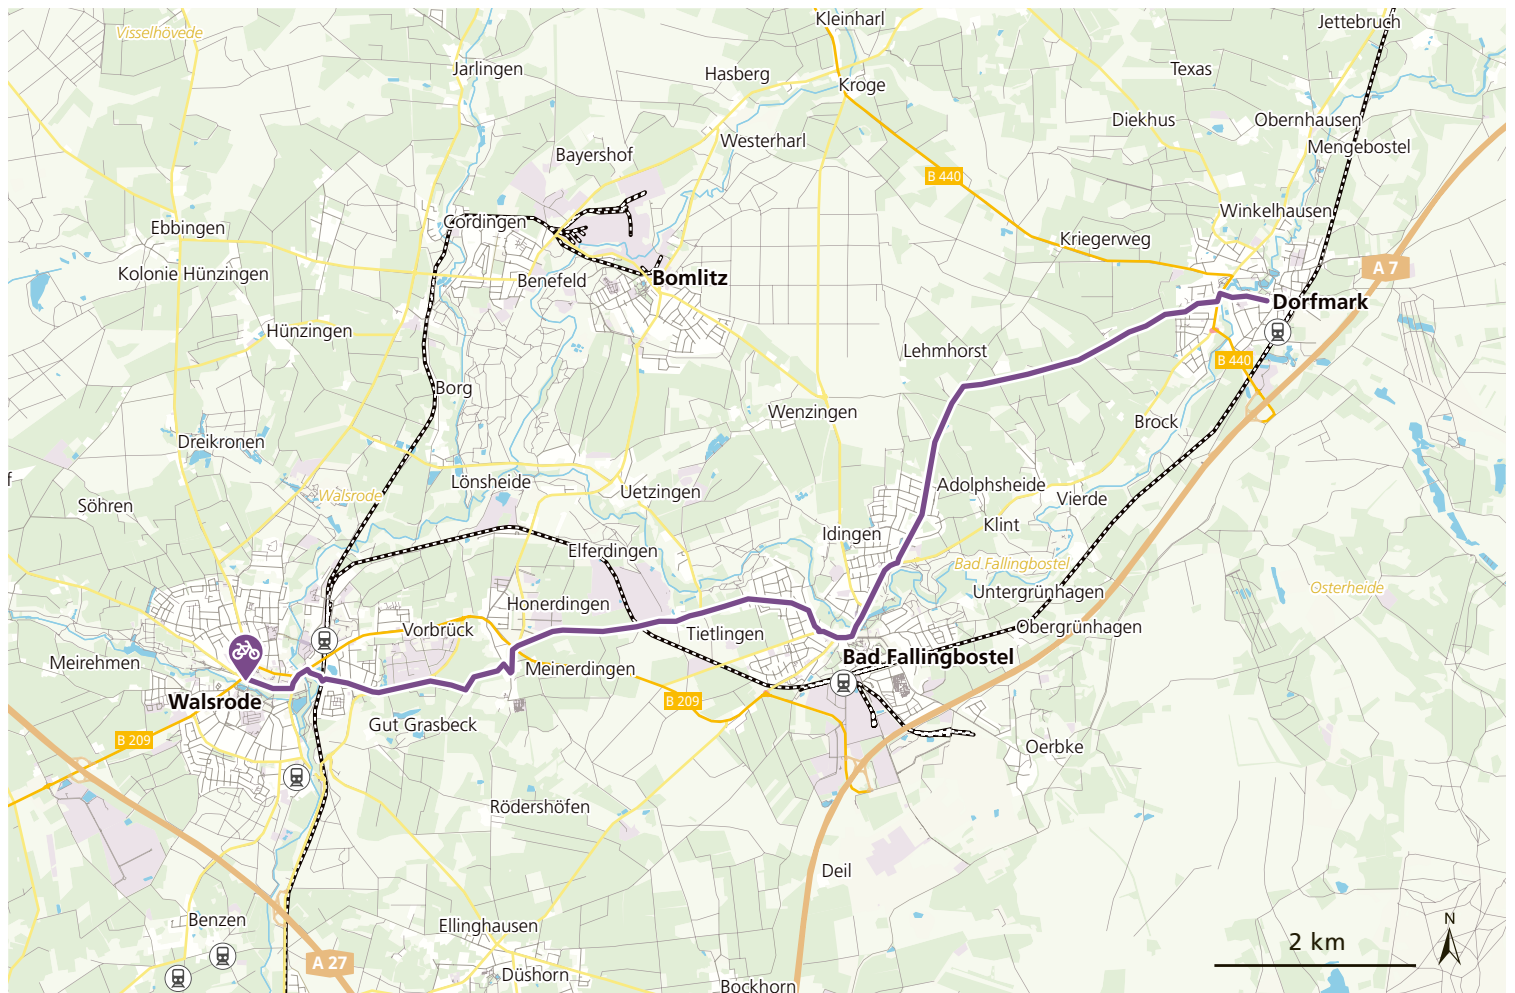 Kleinharl
Jettebruch
Visselhövede
Jarlingen
Hasberg
Texas
Kroge
Diekhus
Obernhausen
Westerharl
Mengebostel
Bayershof
B 440
Winkelhausen
Cordingen
Ebbingen
Kriegerweg
A 7
Kolonie Hünzingen
Benefeld
Bomlitz
Dorfmark
Hünzingen
Lehmhorst
B 440
Borg
Wenzingen
Brock
Dreikronen
f
Lönsheide
Uetzingen
Adolphsheide
Vierde
Walsrode
Söhren
Klint
Idingen
Elferdingen
Bad Fallingbostel
Osterheide
Untergrünhagen
Honerdingen
Vorbrück
Tietlingen
Obergrünhagen
Meirehmen
Meinerdingen
Bad Fallingbostel
Walsrode
B 209
Gut Grasbeck
B 209
Oerbke
Rödershöfen
Deil
Benzen
Ellinghausen
N
2 km
A 27
Düshorn
Bockhorn